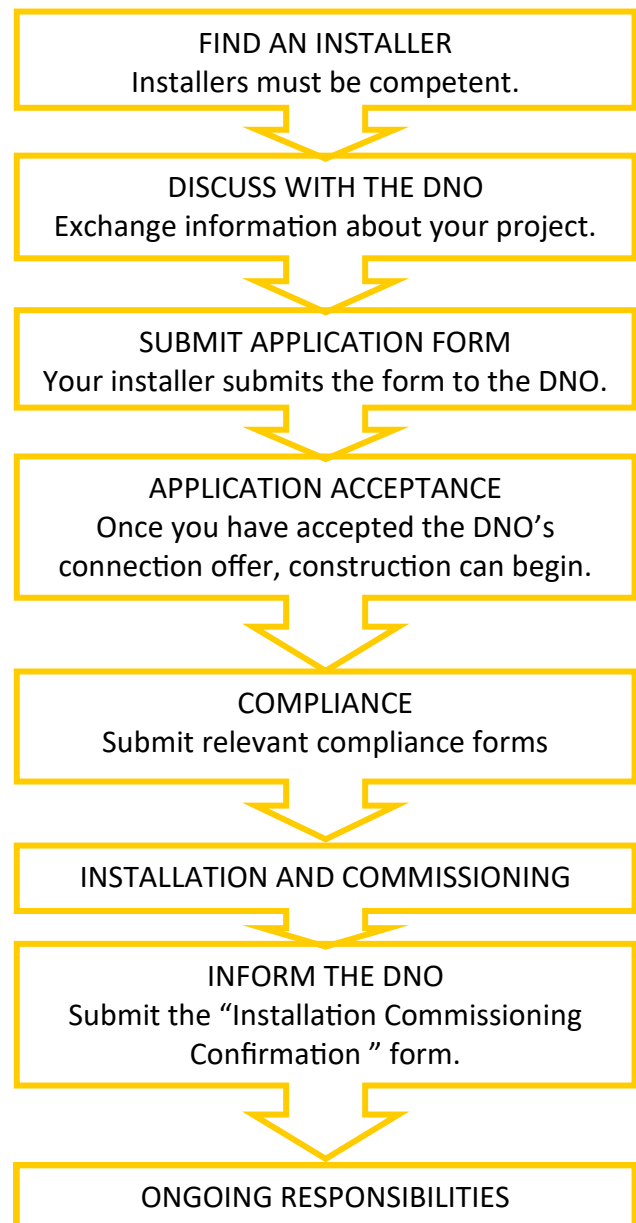 FIND AN INSTALLER
Installers must be competent.
DISCUSS WITH THE DNO
Exchange information about your project.
SUBMIT APPLICATION FORM
Your installer submits the form to the DNO.
APPLICATION ACCEPTANCE
Once you have accepted the DNO’s
connection offer, construction can begin.
COMPLIANCE
Submit relevant compliance forms
INSTALLATION AND COMMISSIONING
INFORM THE DNO
Submit the “Installation Commissioning
Confirmation ” form.
ONGOING RESPONSIBILITIES